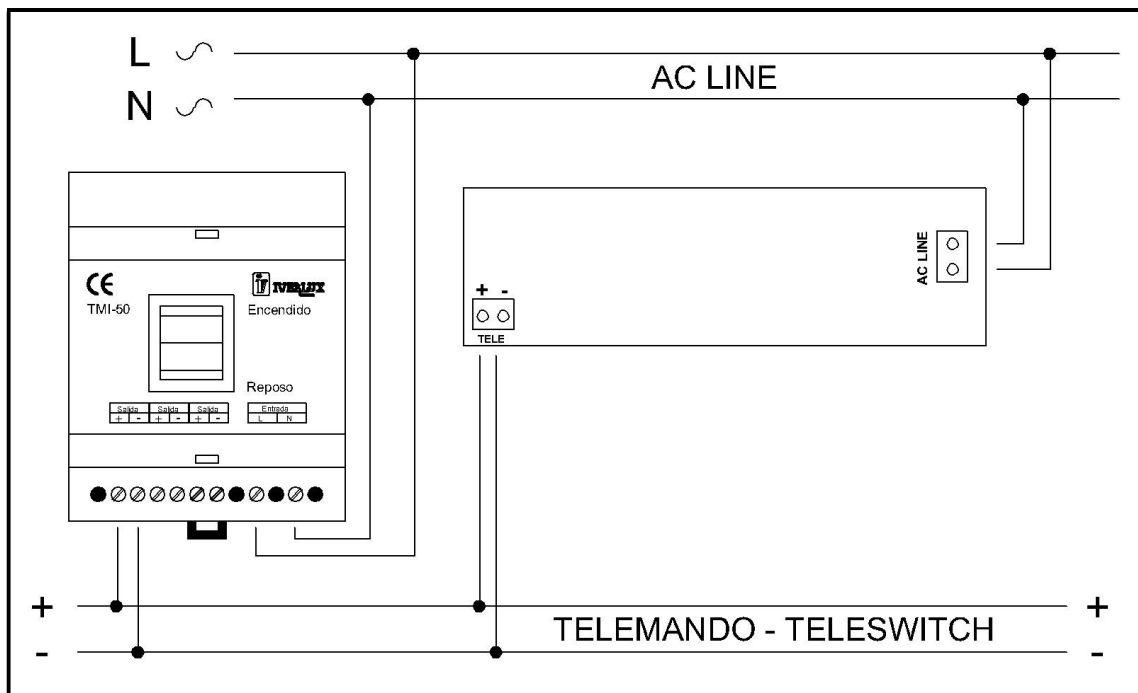 L
AC LINE
N
CE
IVERLUX
TMI-50
Encendido
AC LINE
+ -
TELE
Reposo
Salida Salida Salida Entrada
+ - + - + - L N
+ +
TELEMANDO - TELESWITCH
- -